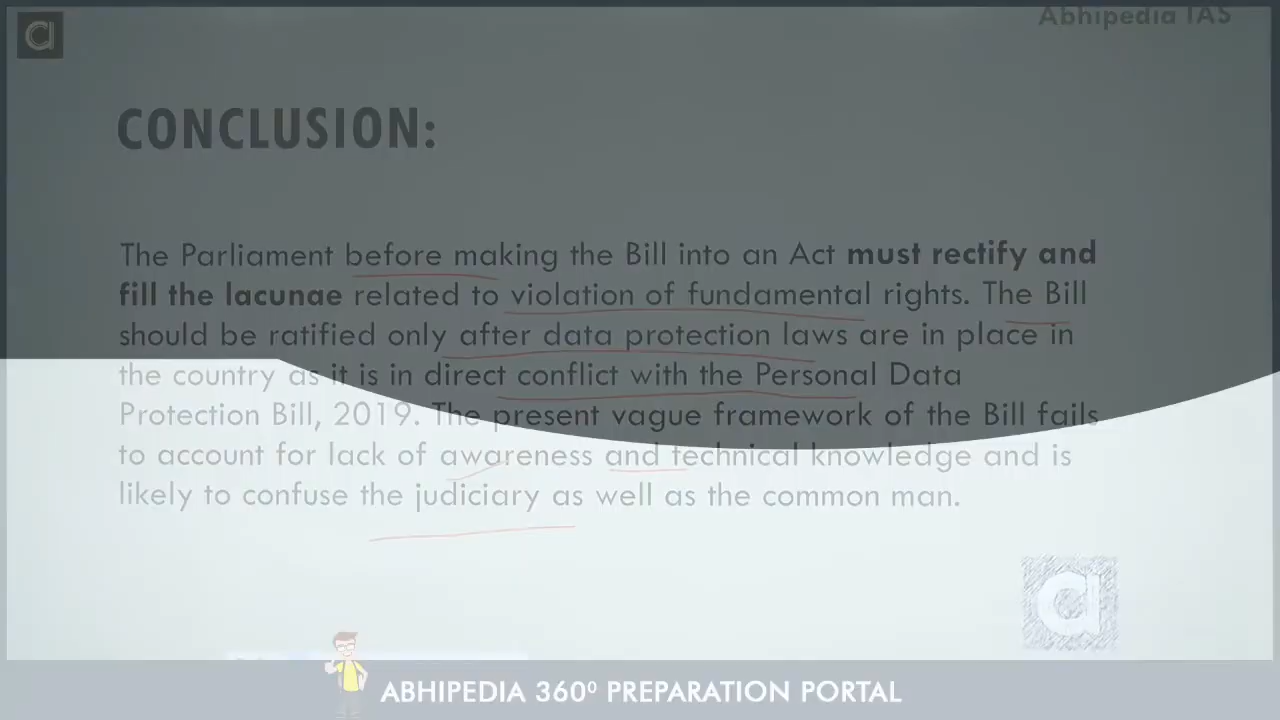 Abhipedia IAS
CONCLUSION:
The Parliament before making the Bill into an Act must rectify and
fill the lacunae related to violation of fundamental rights. The Bill
should be ratified only after data protection laws are in place in
the country as it is in direct conflict with the Personal Data
Protection Bill, 2019. The present vague framework of the Bill fails
to account for lack of awareness and technical knowledge and is
likely to confuse the judiciary as well as the common man.
ABHIPEDIA 360⁰ PREPARATION PORTAL